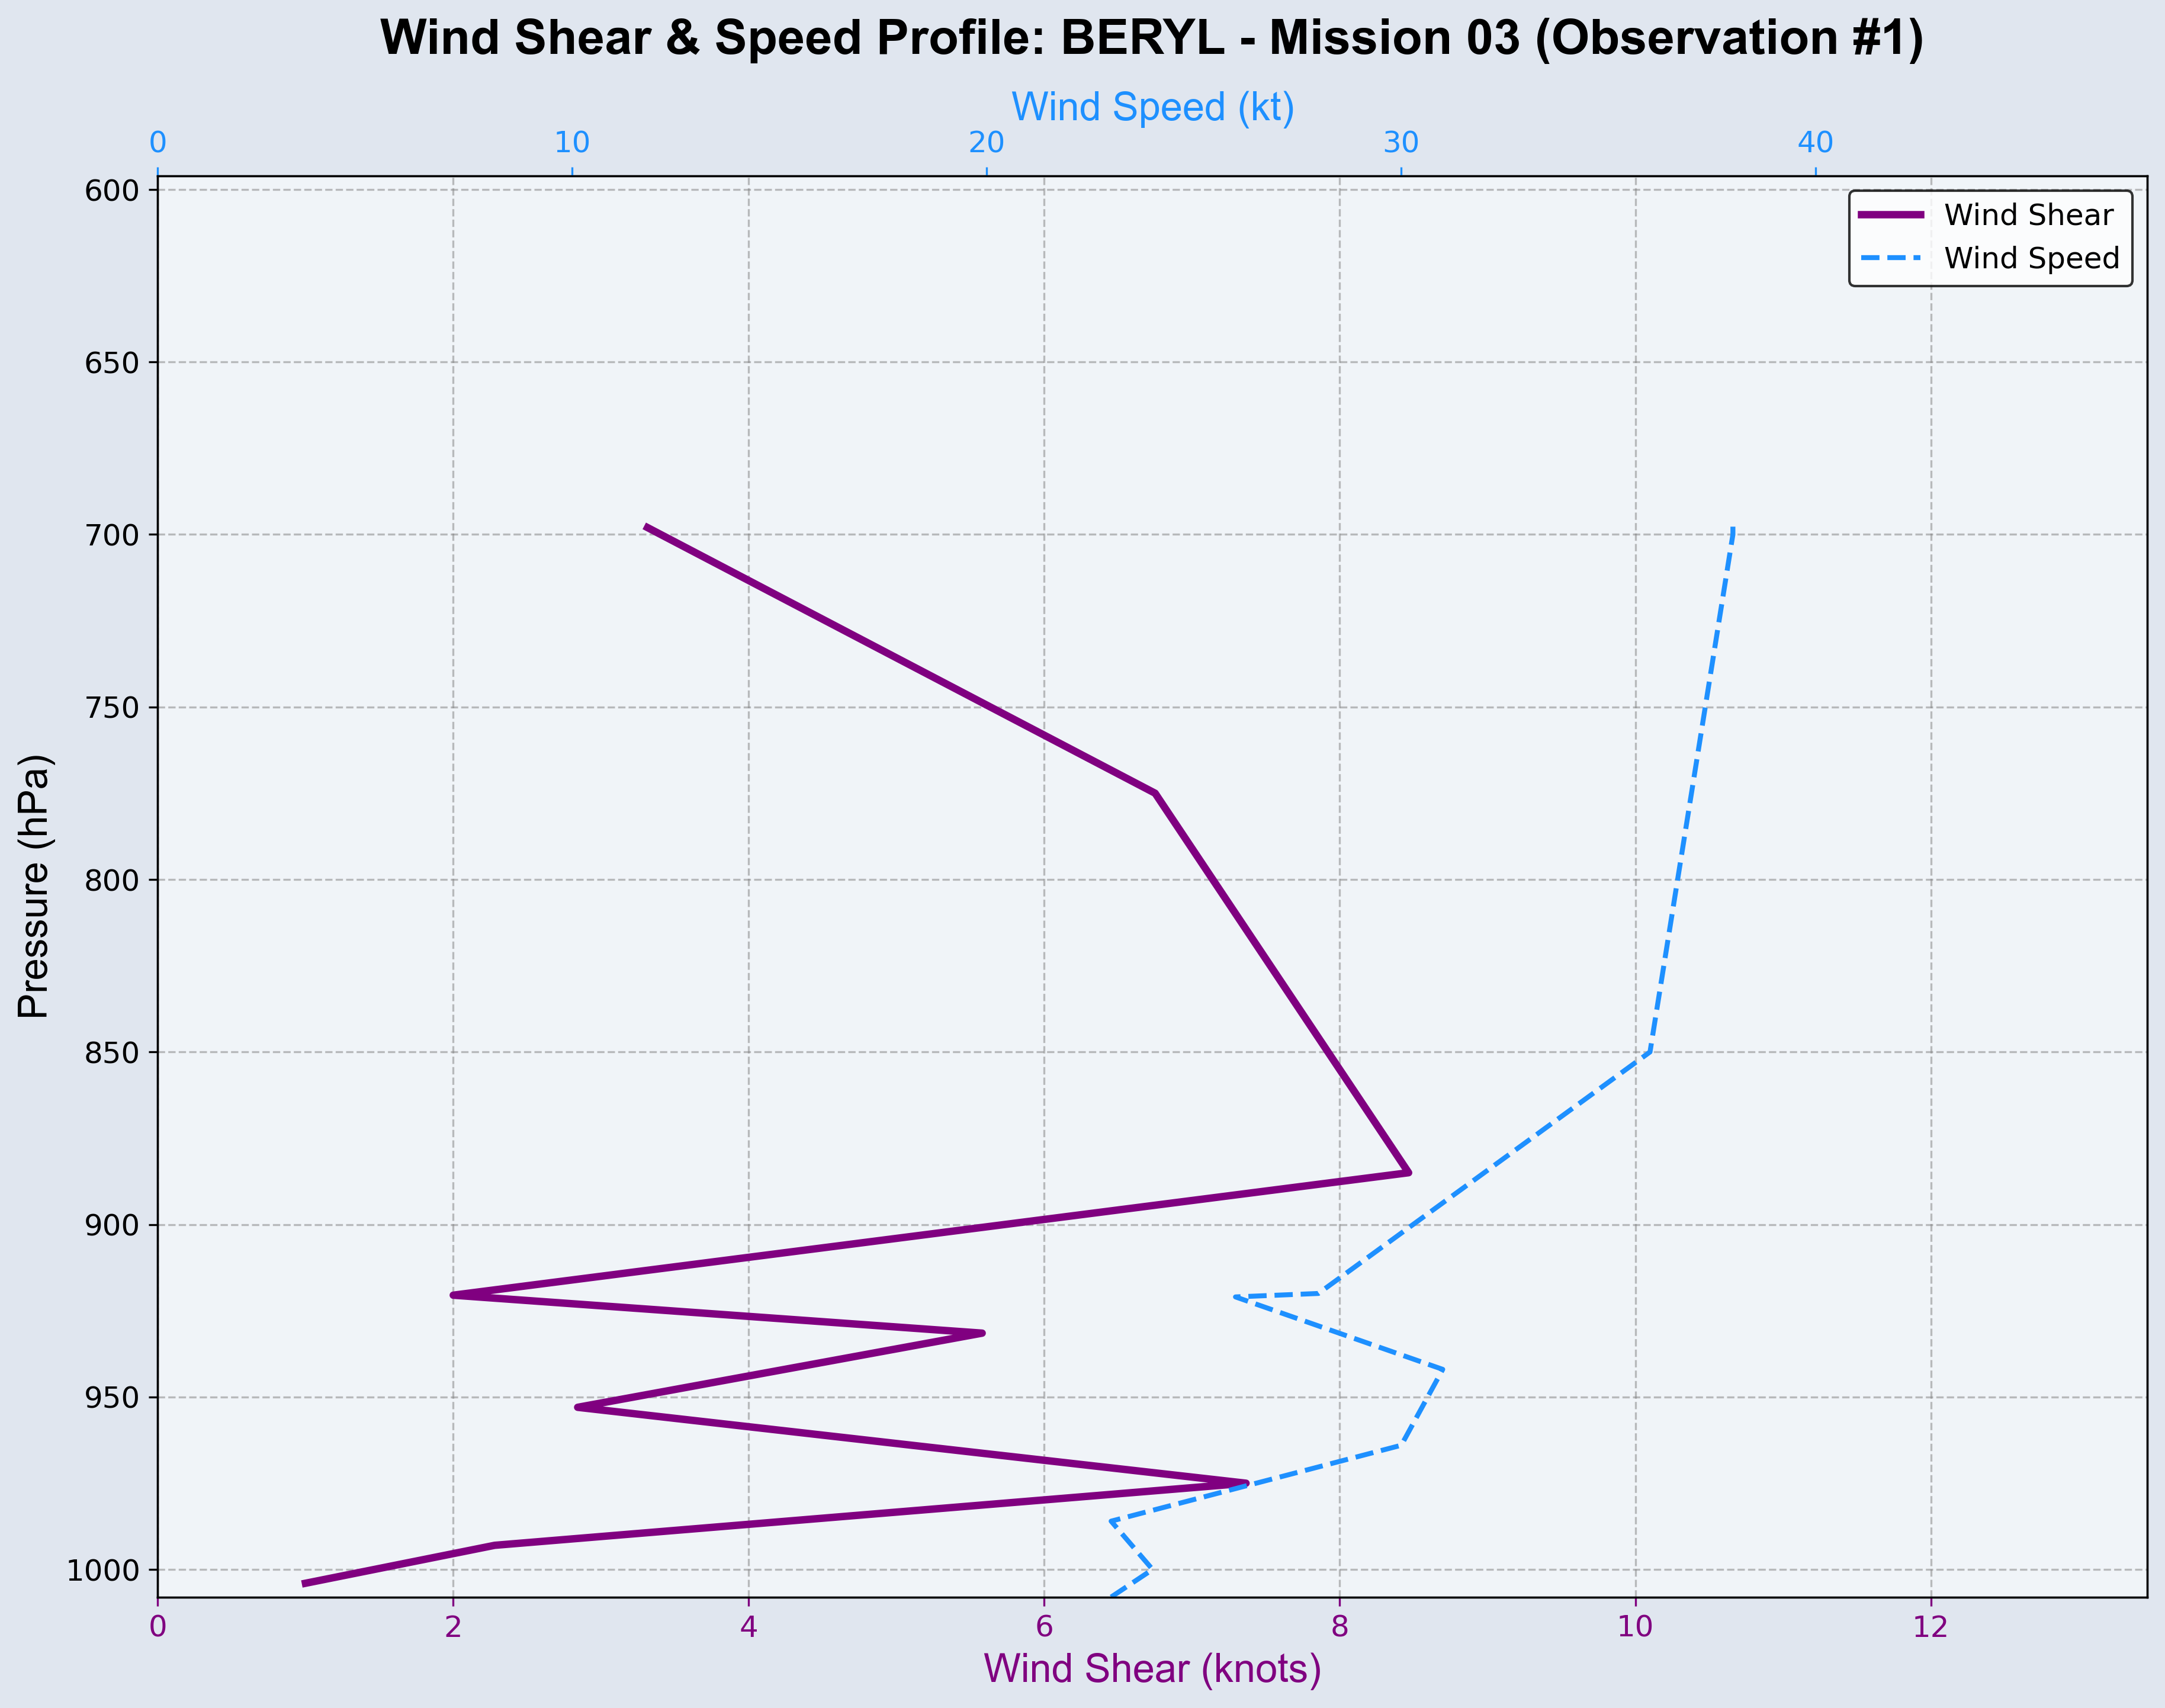 Wind Shear & Speed Profile: BERYL - Mission 03 (Observation #1)
Wind Speed (kt)
0 10 20 30 40
Wind Shear
Wind Speed
600
650
700
750
800
850
900
950
1000
Pressure (hPa)
0 2 4 6 8 10 12
Wind Shear (knots)